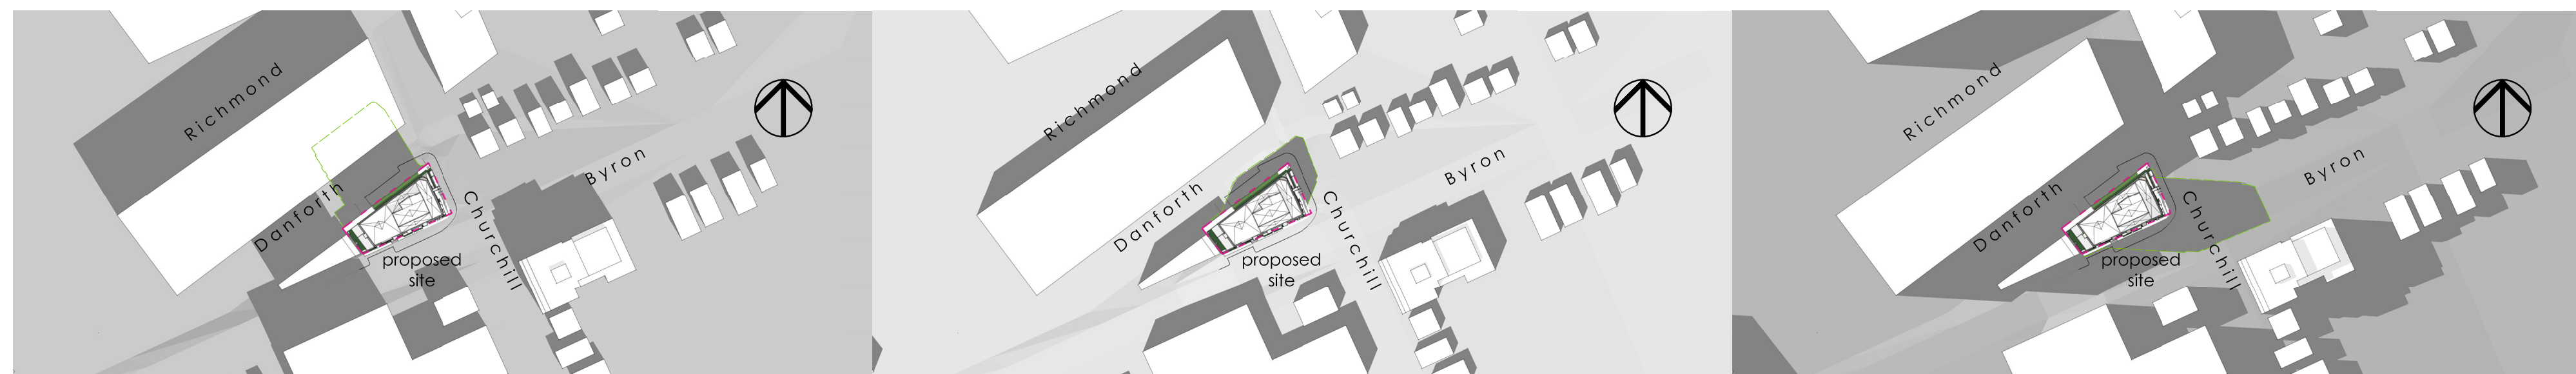 Richmond
Danforth
Churchill
Byron
proposed
site
Richmond
Danforth
Churchill
Byron
proposed
site
Richmond
Danforth
Churchill
Byron
proposed
site